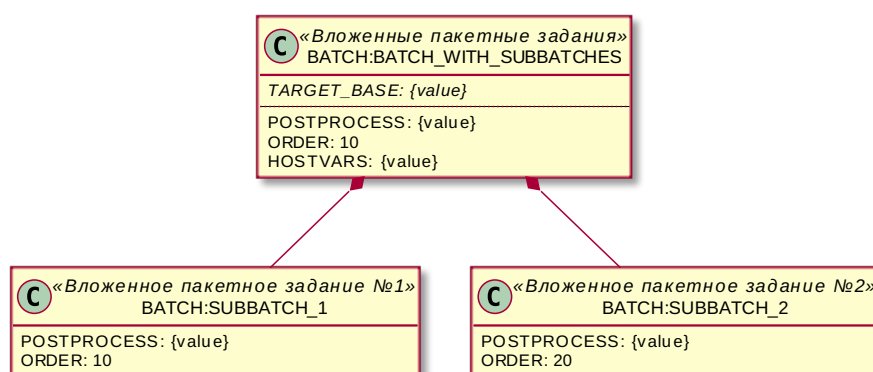 C «Вложенные пакетные задания»
BATCH:BATCH_WITH_SUBBATCHES
TARGET_BASE: {value}
POSTPROCESS: {value}
ORDER: 10
HOSTVARS: {value}
C «Вложенное пакетное задание №1»
BATCH:SUBBATCH_1
POSTPROCESS: {value}
ORDER: 10
C «Вложенное пакетное задание №2»
BATCH:SUBBATCH_2
POSTPROCESS: {value}
ORDER: 20